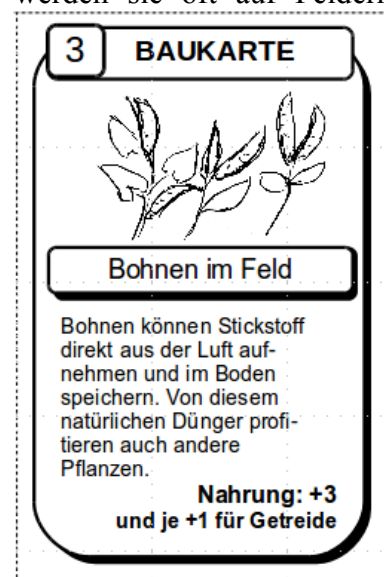 werden sie oft auf Feldern
3 BAUKARTE
Bohnen im Feld
Bohnen können Stickstoff
direkt aus der Luft auf-
nehmen und im Boden
speichern. Von diesem
natürlichen Dünger profi-
tieren auch andere
Pflanzen.
Nahrung: +3
und je +1 für Getreide